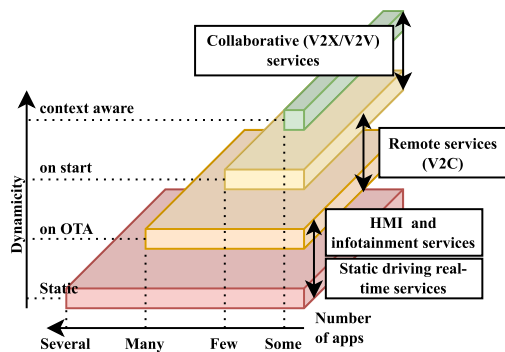 Collaborative (V2X/V2V)
services
context aware
Remote services
(V2C)
on start
HMI and
infotainment services
on OTA
Static driving real-
time services
Static
Dynamicity
Number
of apps
Several
Many
Few
Some